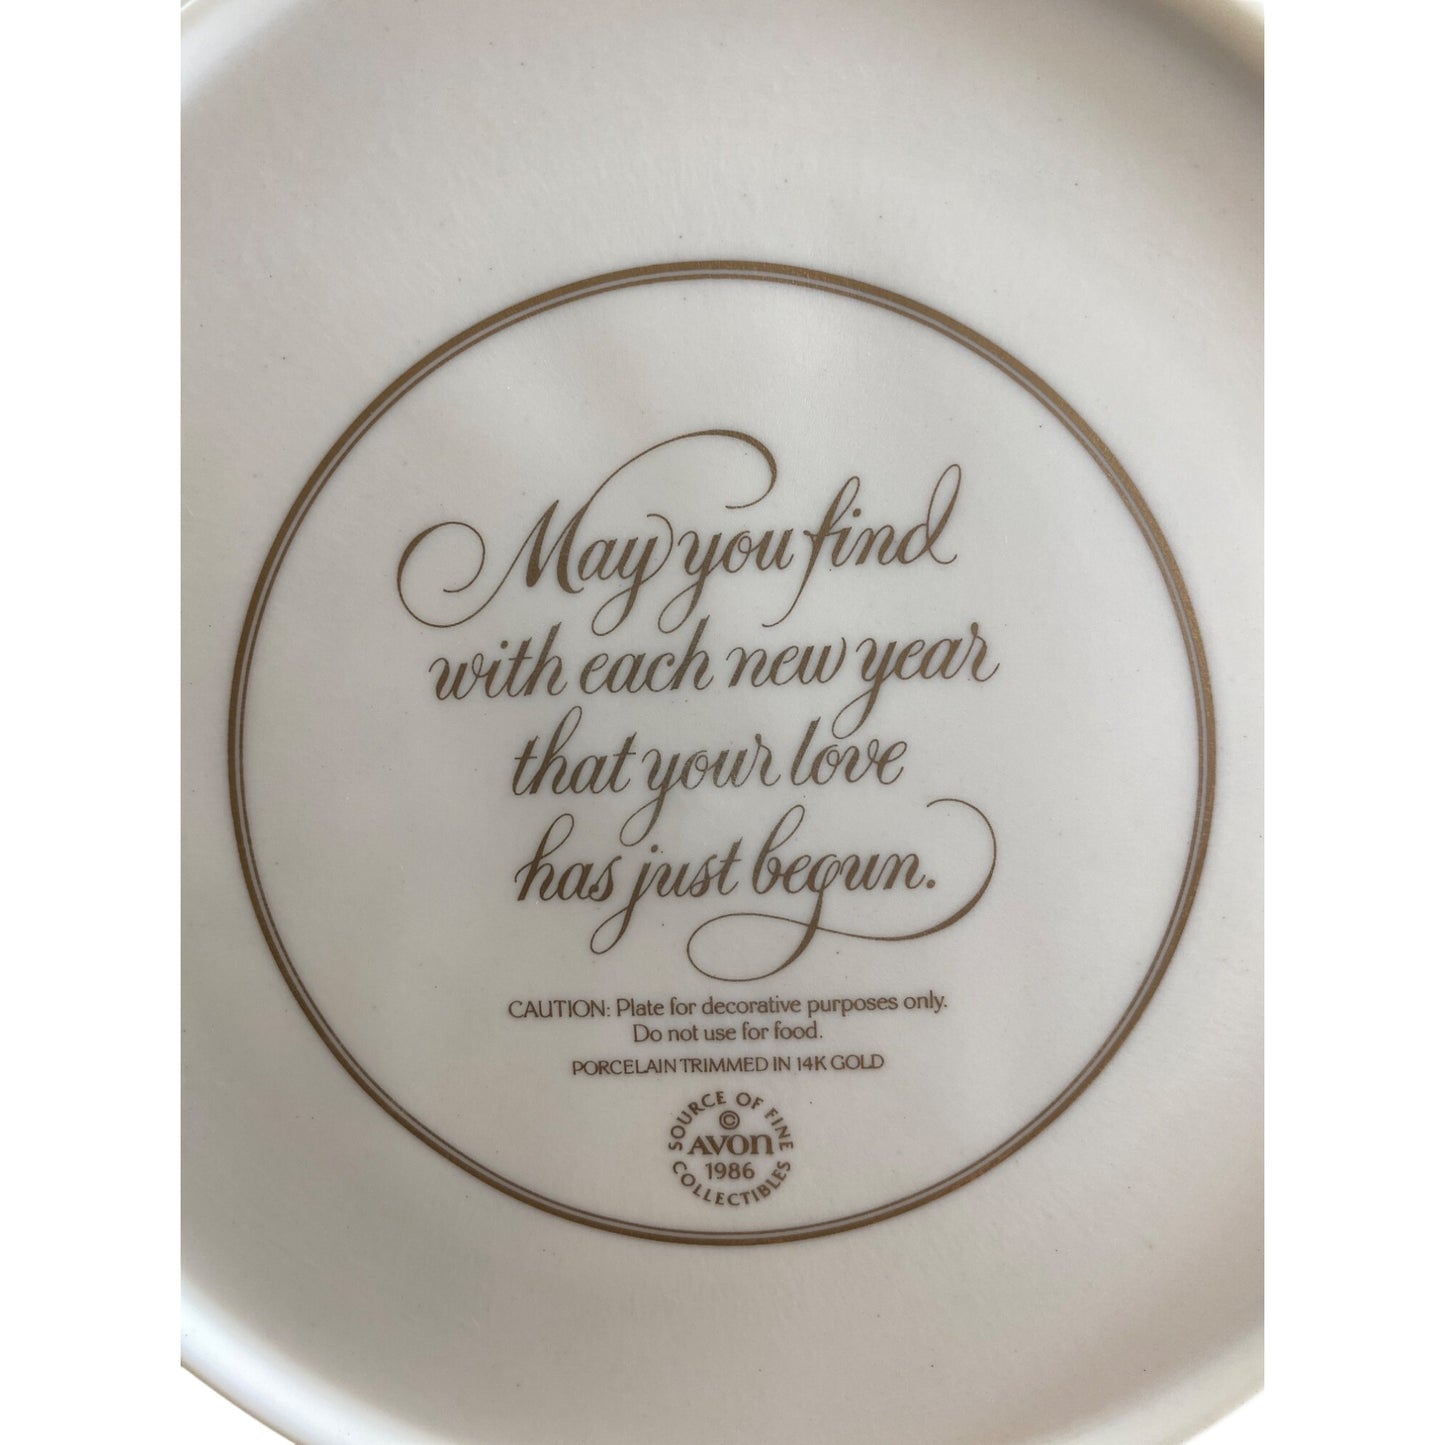 May you find
with each new year
that your love
has just begun.
CAUTION: Plate for decorative purposes only.
Do not use for food.
PORCELAIN TRIMMED IN 14K GOLD
SOURCE OF FINE
©
AVON
1986
COLLECTIBLES